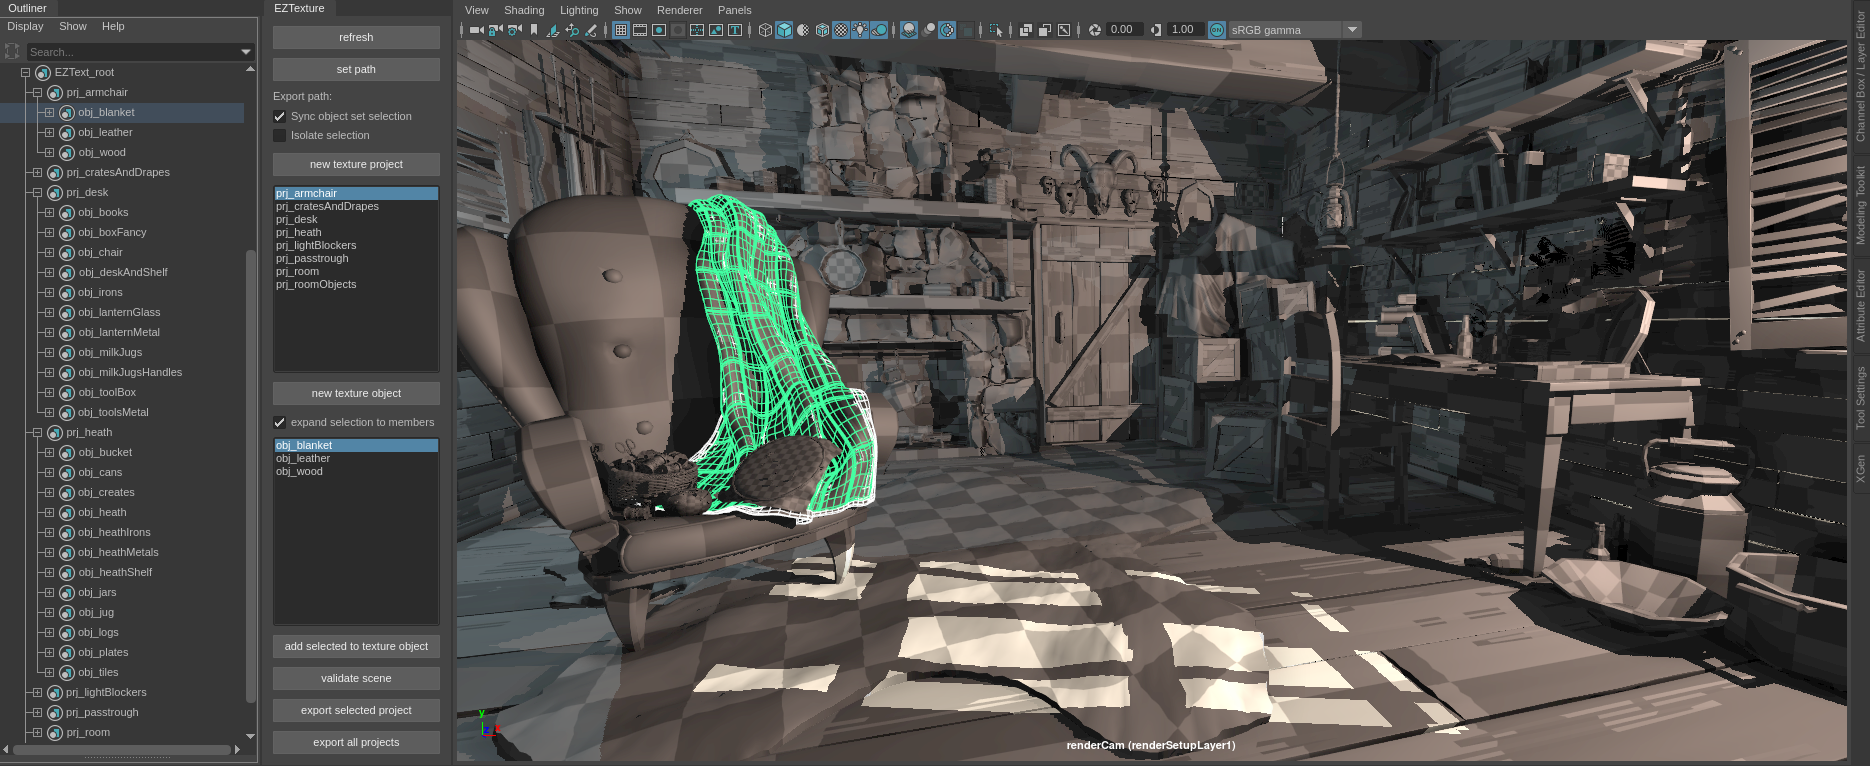 Outliner
Display Show Help
Search...
EZText_root
prj_armchair
obj_blanket
obj_leather
obj_wood
prj_cratesAndDrapes
prj_desk
obj_books
obj_boxFancy
obj_chair
obj_deskAndShelf
obj_irons
obj_lanternGlass
obj_lanternMetal
obj_milkJugs
obj_milkJugsHandles
obj_toolBox
obj_toolsMetal
prj_heath
obj_bucket
obj_cans
obj_creates
obj_heath
obj_heathIrons
obj_heathMetals
obj_heathShelf
obj_jars
obj_jug
obj_logs
obj_plates
obj_tiles
prj_lightBlockers
prj_passtrough
prj_room
EZTexture
refresh
set path
Export path:
Sync object set selection
Isolate selection
new texture project
prj_armchair
prj_cratesAndDrapes
prj_desk
prj_heath
prj_lightBlockers
prj_passtrough
prj_room
prj_roomObjects
new texture object
expand selection to members
obj_blanket
obj_leather
obj_wood
add selected to texture object
validate scene
export selected project
export all projects
View Shading Lighting Show Renderer Panels
0.00 1.00 ON sRGB gamma
y
renderCam (renderSetupLayer1)
Channel Box / Layer Editor
Modeling Toolkit
Attribute Editor
Tool Settings
XGen